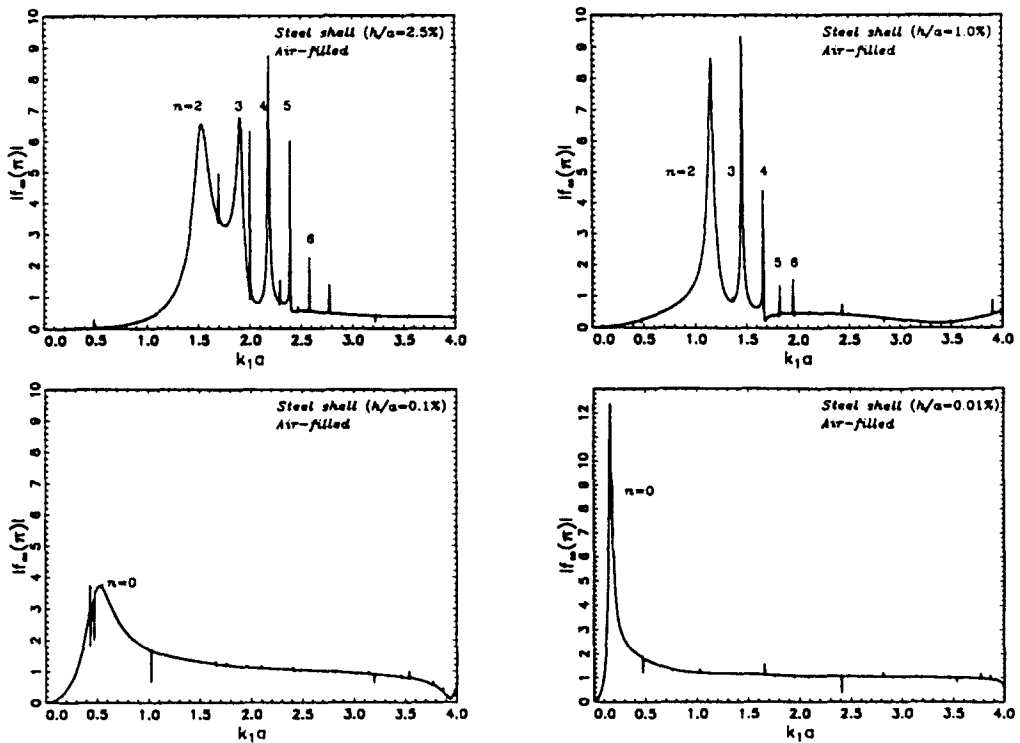 Steel shell (h/a=2.5%)
Air-filled
n=2
3
4
5
6
|f∞(π)|
0 1 2 3 4 5 6 7 8 9 10
0.0 0.5 1.0 1.5 2.0 2.5 3.0 3.5 4.0
k₁a
Steel shell (h/a=1.0%)
Air-filled
n=2
3
4
5
6
|f∞(π)|
0 1 2 3 4 5 6 7 8 9 10
0.0 0.5 1.0 1.5 2.0 2.5 3.0 3.5 4.0
k₁a
Steel shell (h/a=0.1%)
Air-filled
n=0
|f∞(π)|
0 1 2 3 4 5 6 7 8 9 10
0.0 0.5 1.0 1.5 2.0 2.5 3.0 3.5 4.0
k₁a
Steel shell (h/a=0.01%)
Air-filled
n=0
|f∞(π)|
0 1 2 3 4 5 6 7 8 9 10 12
0.0 0.5 1.0 1.5 2.0 2.5 3.0 3.5 4.0
k₁a